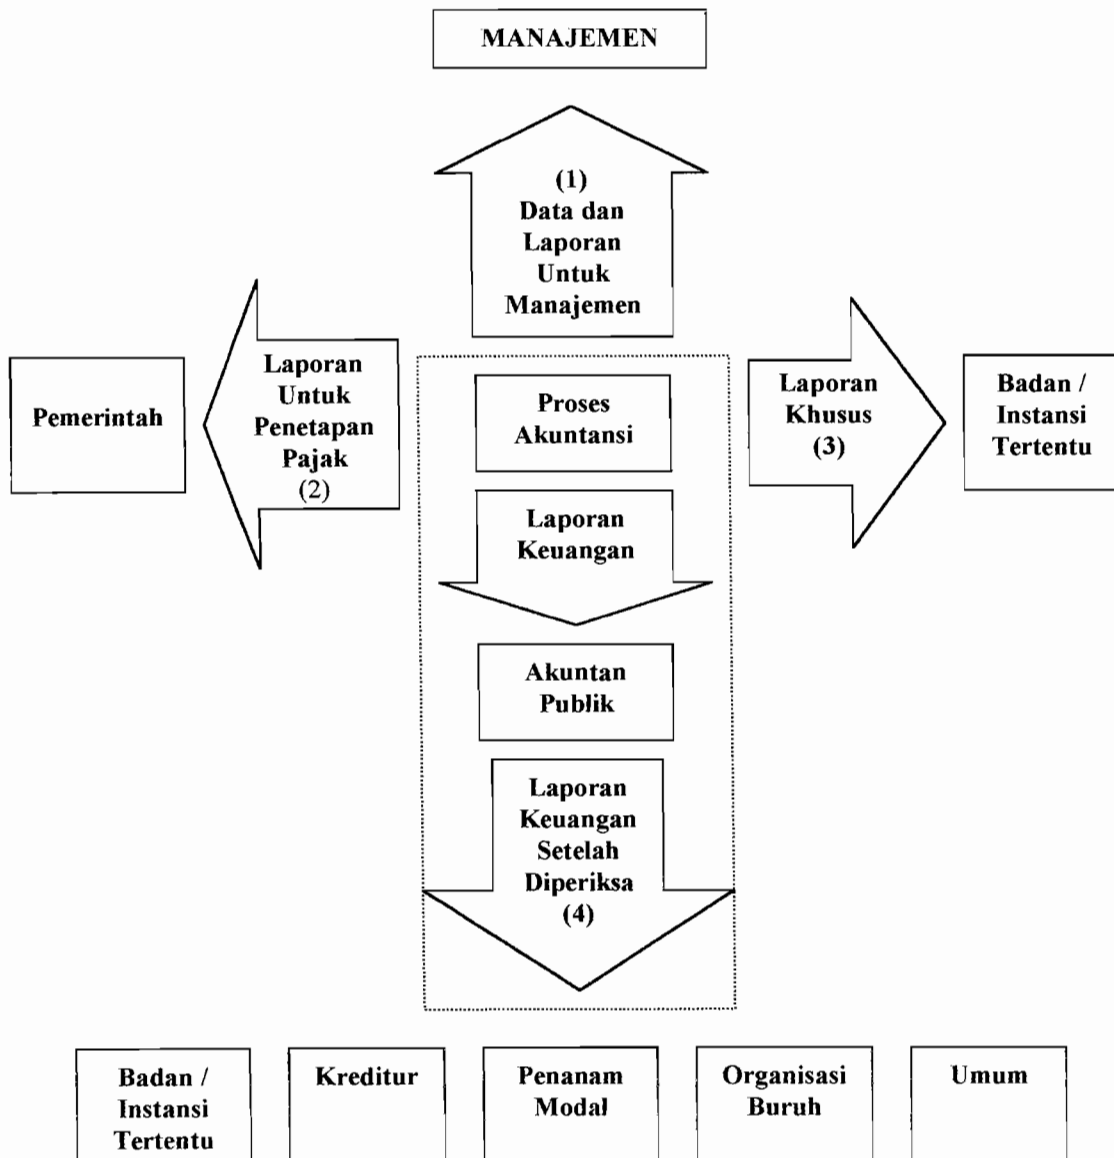 MANAJEMEN
(1)
Data dan
Laporan
Untuk
Manajemen
Pemerintah
Laporan
Untuk
Penetapan
Pajak
(2)
Proses
Akuntansi
Laporan
Khusus
(3)
Badan /
Instansi
Tertentu
Laporan
Keuangan
Akuntan
Publik
Laporan
Keuangan
Setelah
Diperiksa
(4)
Badan /
Instansi
Tertentu
Kreditur
Penanam
Modal
Organisasi
Buruh
Umum